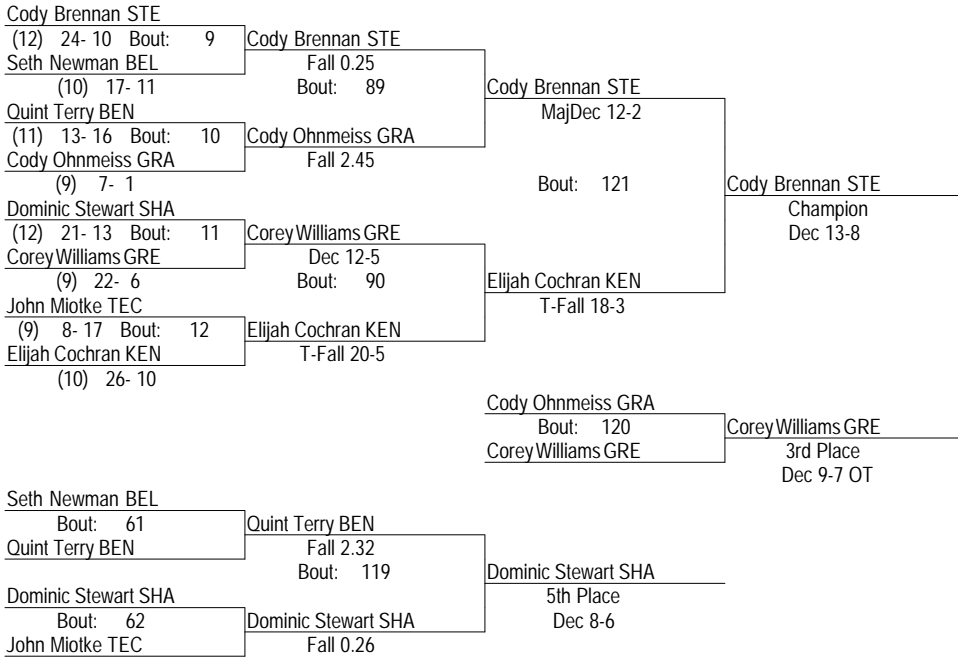 Cody Brennan STE
(12) 24- 10 Bout: 9
Seth Newman BEL
(10) 17- 11
Quint Terry BEN
(11) 13- 16 Bout: 10
Cody Ohnmeiss GRA
(9) 7- 1
Dominic Stewart SHA
(12) 21- 13 Bout: 11
Corey Williams GRE
(9) 22- 6
John Miotke TEC
(9) 8- 17 Bout: 12
Elijah Cochran KEN
(10) 26- 10
Cody Brennan STE
Fall 0.25
Bout: 89
Cody Ohnmeiss GRA
Fall 2.45
Corey Williams GRE
Dec 12-5
Bout: 90
Elijah Cochran KEN
T-Fall 20-5
Cody Brennan STE
MajDec 12-2
Bout: 121
Elijah Cochran KEN
T-Fall 18-3
Cody Brennan STE
Champion
Dec 13-8
Cody Ohnmeiss GRA
Bout: 120
Corey Williams GRE
Corey Williams GRE
3rd Place
Dec 9-7 OT
Seth Newman BEL
Bout: 61
Quint Terry BEN
Dominic Stewart SHA
Bout: 62
John Miotke TEC
Quint Terry BEN
Fall 2.32
Bout: 119
Dominic Stewart SHA
Fall 0.26
Dominic Stewart SHA
5th Place
Dec 8-6